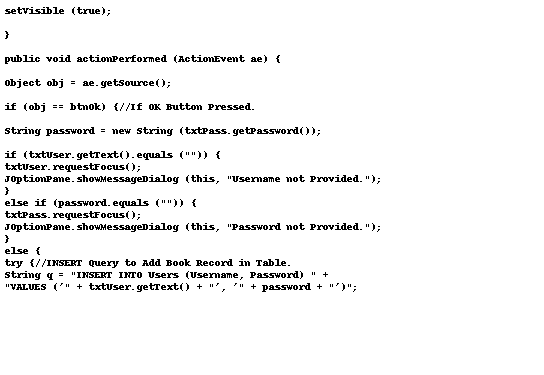 setVisible (true);
}
public void actionPerformed (ActionEvent ae) {
Object obj = ae.getSource();
if (obj == btnOk) {//If OK Button Pressed.
String password = new String (txtPass.getPassword());
if (txtUser.getText().equals ("")) {
txtUser.requestFocus();
JOptionPane.showMessageDialog (this, "Username not Provided.");
}
else if (password.equals ("")) {
txtPass.requestFocus();
JOptionPane.showMessageDialog (this, "Password not Provided.");
}
else {
try {//INSERT Query to Add Book Record in Table.
String q = "INSERT INTO Users (Username, Password) " +
"VALUES ('" + txtUser.getText() + "', '" + password + "')";